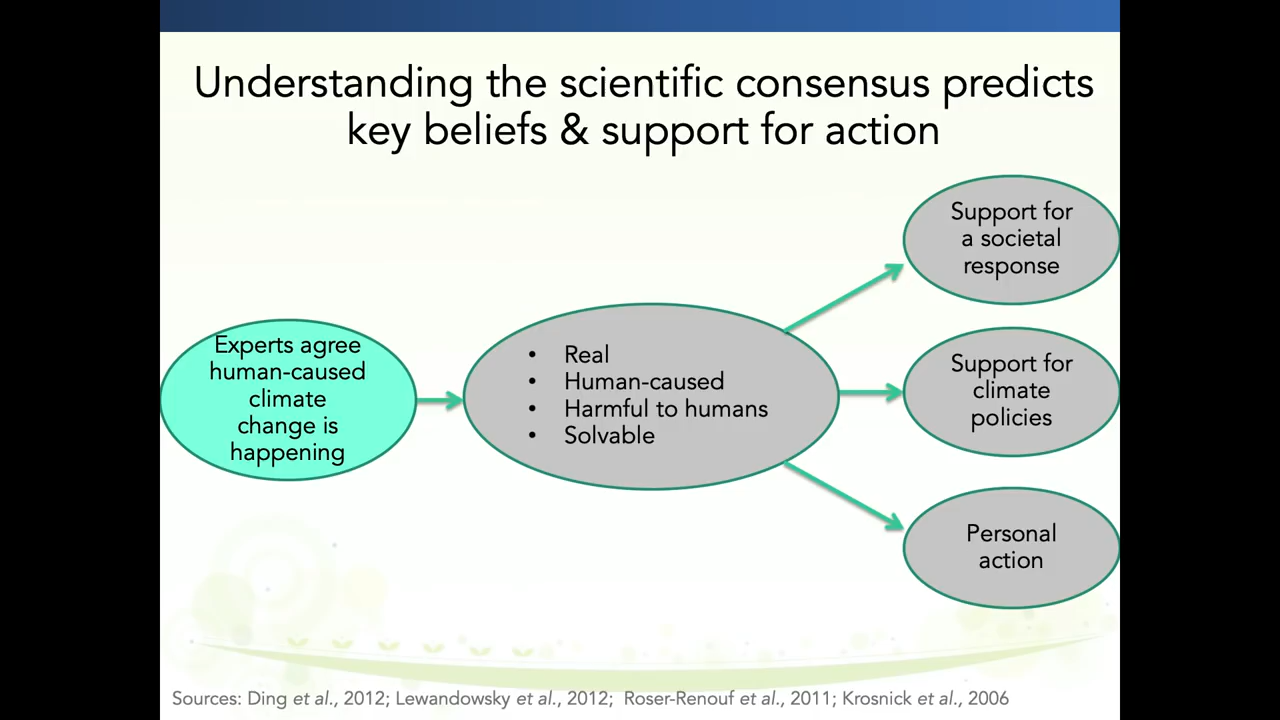 Understanding the scientific consensus predicts
key beliefs & support for action
Experts agree
human-caused
climate
change is
happening
• Real
• Human-caused
• Harmful to humans
• Solvable
Support for
a societal
response
Support for
climate
policies
Personal
action
Sources: Ding et al., 2012; Lewandowsky et al., 2012; Roser-Renouf et al., 2011; Krosnick et al., 2006